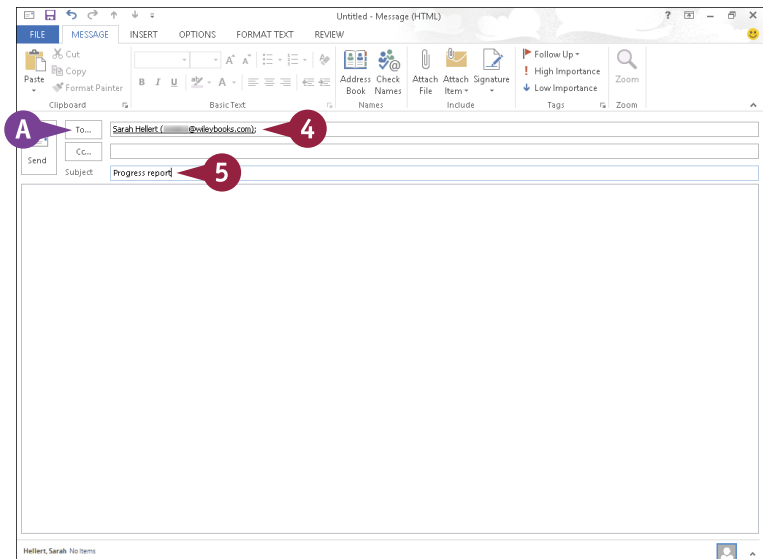 Untitled - Message (HTML)
?
FILE MESSAGE INSERT OPTIONS FORMAT TEXT REVIEW
Paste
Cut
Copy
Format Painter
Clipboard
B I U A
A A
Basic Text
Address Book
Check Names
Names
Attach File
Attach Item
Signature
Include
Follow Up
! High Importance
Low Importance
Tags
Zoom
Zoom
A
Send
To...
Sarah Hellert ( @wileybooks.com);
4
Cc...
Subject
Progress report
5
Hellert, Sarah No Items